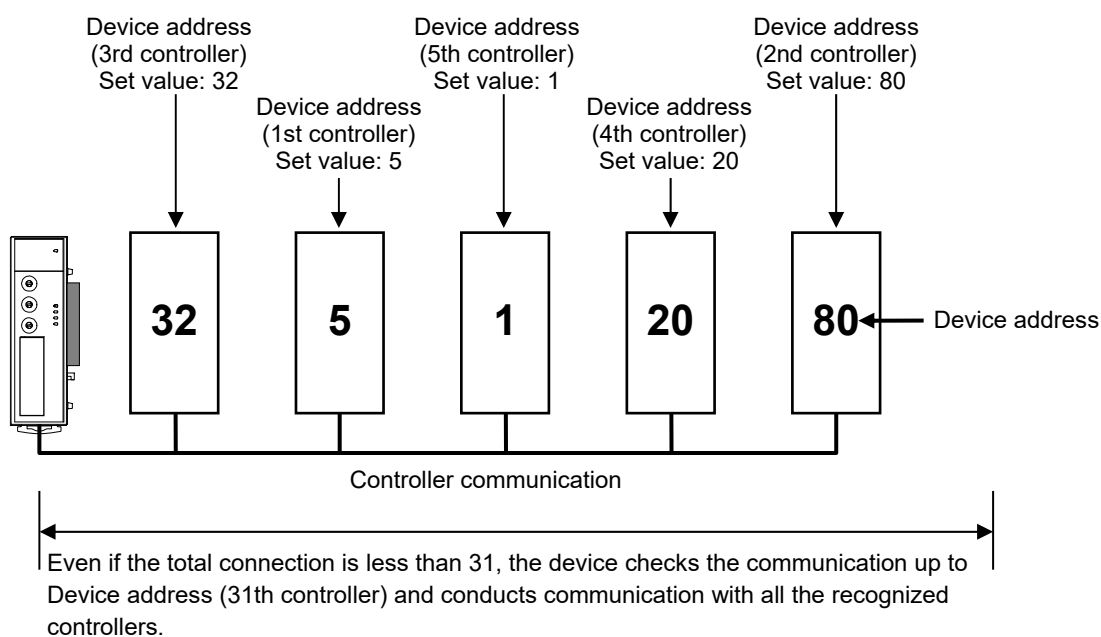 Device address
(3rd controller)
Set value: 32
Device address
(5th controller)
Set value: 1
Device address
(2nd controller)
Set value: 80
Device address
(1st controller)
Set value: 5
Device address
(4th controller)
Set value: 20
32
5
1
20
80
Device address
Controller communication
Even if the total connection is less than 31, the device checks the communication up to
Device address (31th controller) and conducts communication with all the recognized
controllers.